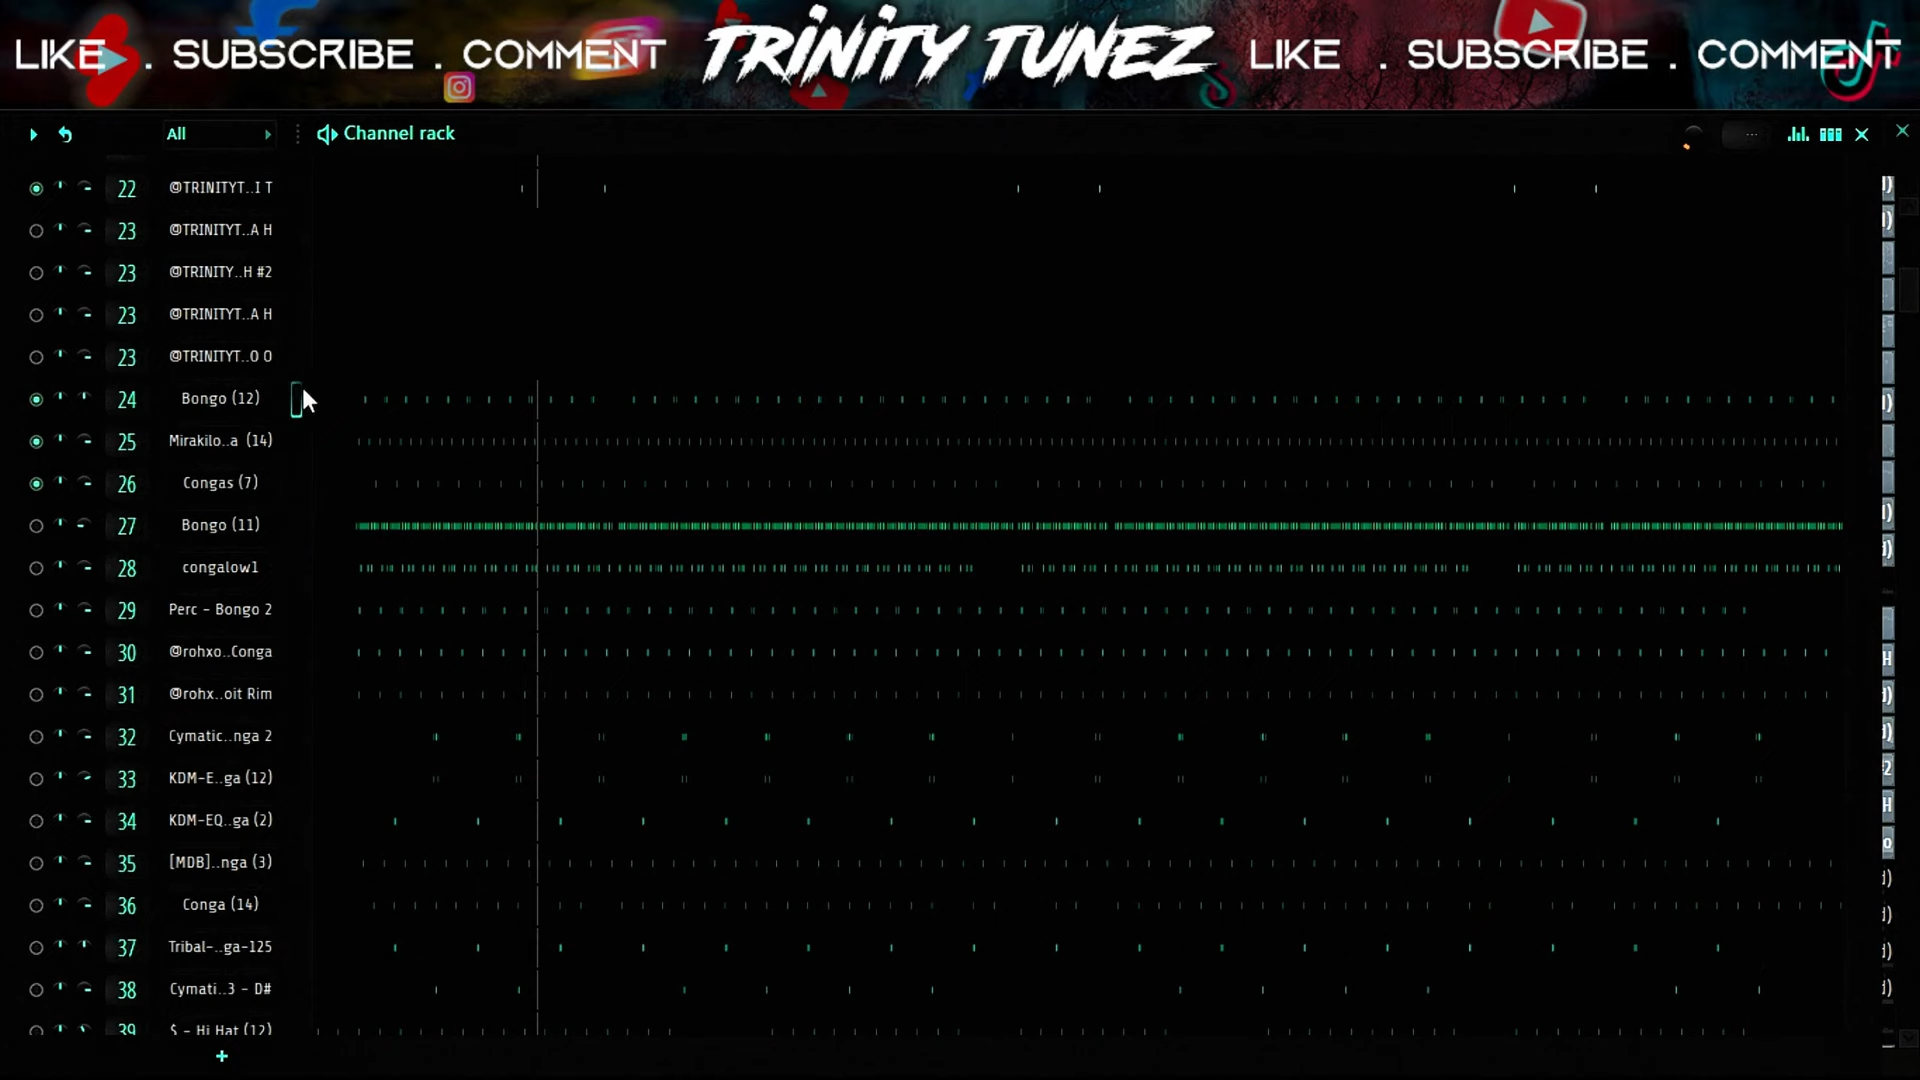 LIKE . SUBSCRIBE . COMMENT TRINITY TUNEZ LIKE . SUBSCRIBE . COMMENT
All Channel rack
22 @TRINITYT..I T
23 @TRINITYT..A H
23 @TRINITY..H #2
23 @TRINITYT..A H
23 @TRINITYT..O O
24 Bongo (12)
25 Mirakilo..a (14)
26 Congas (7)
27 Bongo (11)
28 congalow1
29 Perc - Bongo 2
30 @rohxo..Conga
31 @rohx..oit Rim
32 Cymatic..nga 2
33 KDM-E..ga (12)
34 KDM-EQ..ga (2)
35 [MDB]..nga (3)
36 Conga (14)
37 Tribal-..ga-125
38 Cymati..3 - D#
39 $ - Hi Hat (12)